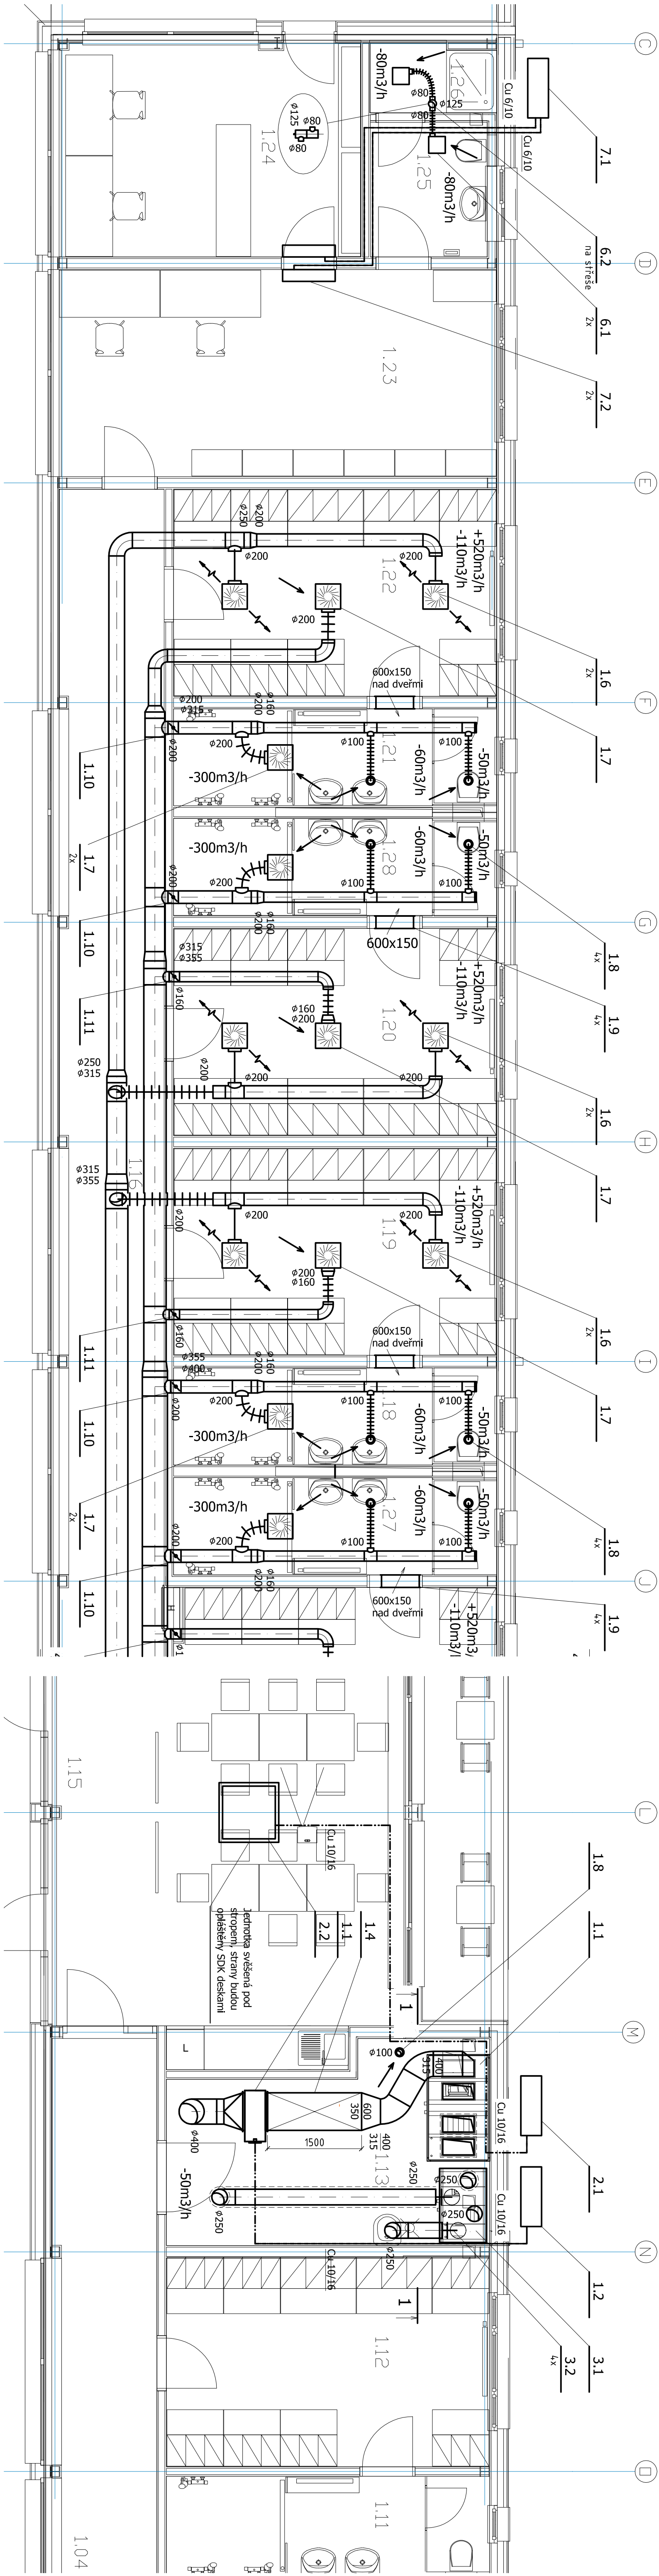 C
-80m3/h
1.26
Cu 6/10
Cu 6/10
7.1
ø80
ø125
ø80
ø125
ø80
ø80
1.24
1.25
-80m3/h
6.2
na střeše
D
6.1
2x
1.23
7.2
2x
E
ø200
ø250
ø200
ø200
+520m3/h
-110m3/h
1.22
ø200
1.6
2x
600x150
nad dveřmi
F
ø200
ø315
ø160
ø200
1.7
1.10
ø200
ø200
ø100
1.21
ø100
-300m3/h
-60m3/h
-50m3/h
1.7
2x
-300m3/h
1.28
-60m3/h
-50m3/h
ø200
ø200
ø100
ø100
1.10
ø160
ø200
600x150
G
1.8
4x
ø315
ø355
+520m3/h
-110m3/h
1.11
ø160
ø160
ø200
1.20
1.9
4x
ø250
ø315
ø200
ø200
ø200
1.6
2x
H
1.16
ø315
ø355
+520m3/h
-110m3/h
1.7
ø200
ø200
ø200
1.19
ø200
ø160
1.6
2x
1.11
ø160
600x150
nad dveřmi
I
ø355
ø400
ø160
ø200
1.7
1.10
ø200
ø200
ø100
1.18
ø100
-300m3/h
-60m3/h
-50m3/h
1.7
2x
-300m3/h
1.27
-60m3/h
-50m3/h
1.8
4x
ø200
ø200
ø100
ø100
1.10
ø160
ø200
600x150
nad dveřmi
J
1.9
4x
+520m3/
-110m3/
ø1
1.15
L
Cu 10/16
1.8
Jednotka svěšená pod
stropem, strany budou
opláštěny SDK deskami
2.2
1.1
1.4
1.1
1
M
ø100
400
315
Cu 10/16
ø400
600
350
1500
400
315
1.13
2.1
-50m3/h
ø250
ø250
ø250
ø250
ø250
Cu 10/16
Cu 10/16
N
1.2
1
1.12
3.2
4x
3.1
O
1.04
1.11